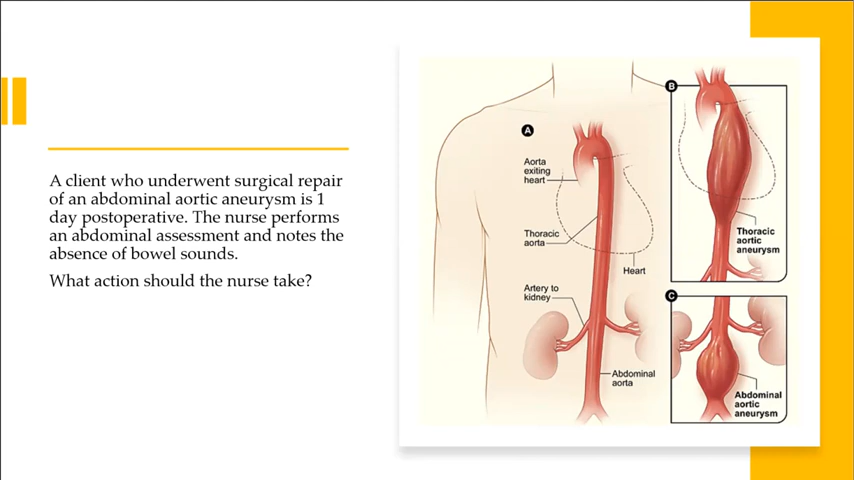 A client who underwent surgical repair
of an abdominal aortic aneurysm is 1
day postoperative. The nurse performs
an abdominal assessment and notes the
absence of bowel sounds.
What action should the nurse take?
A
Aorta
exiting
heart
Thoracic
aorta
Heart
Artery to
kidney
Abdominal
aorta
B
Thoracic
aortic
aneurysm
C
Abdominal
aortic
aneurysm